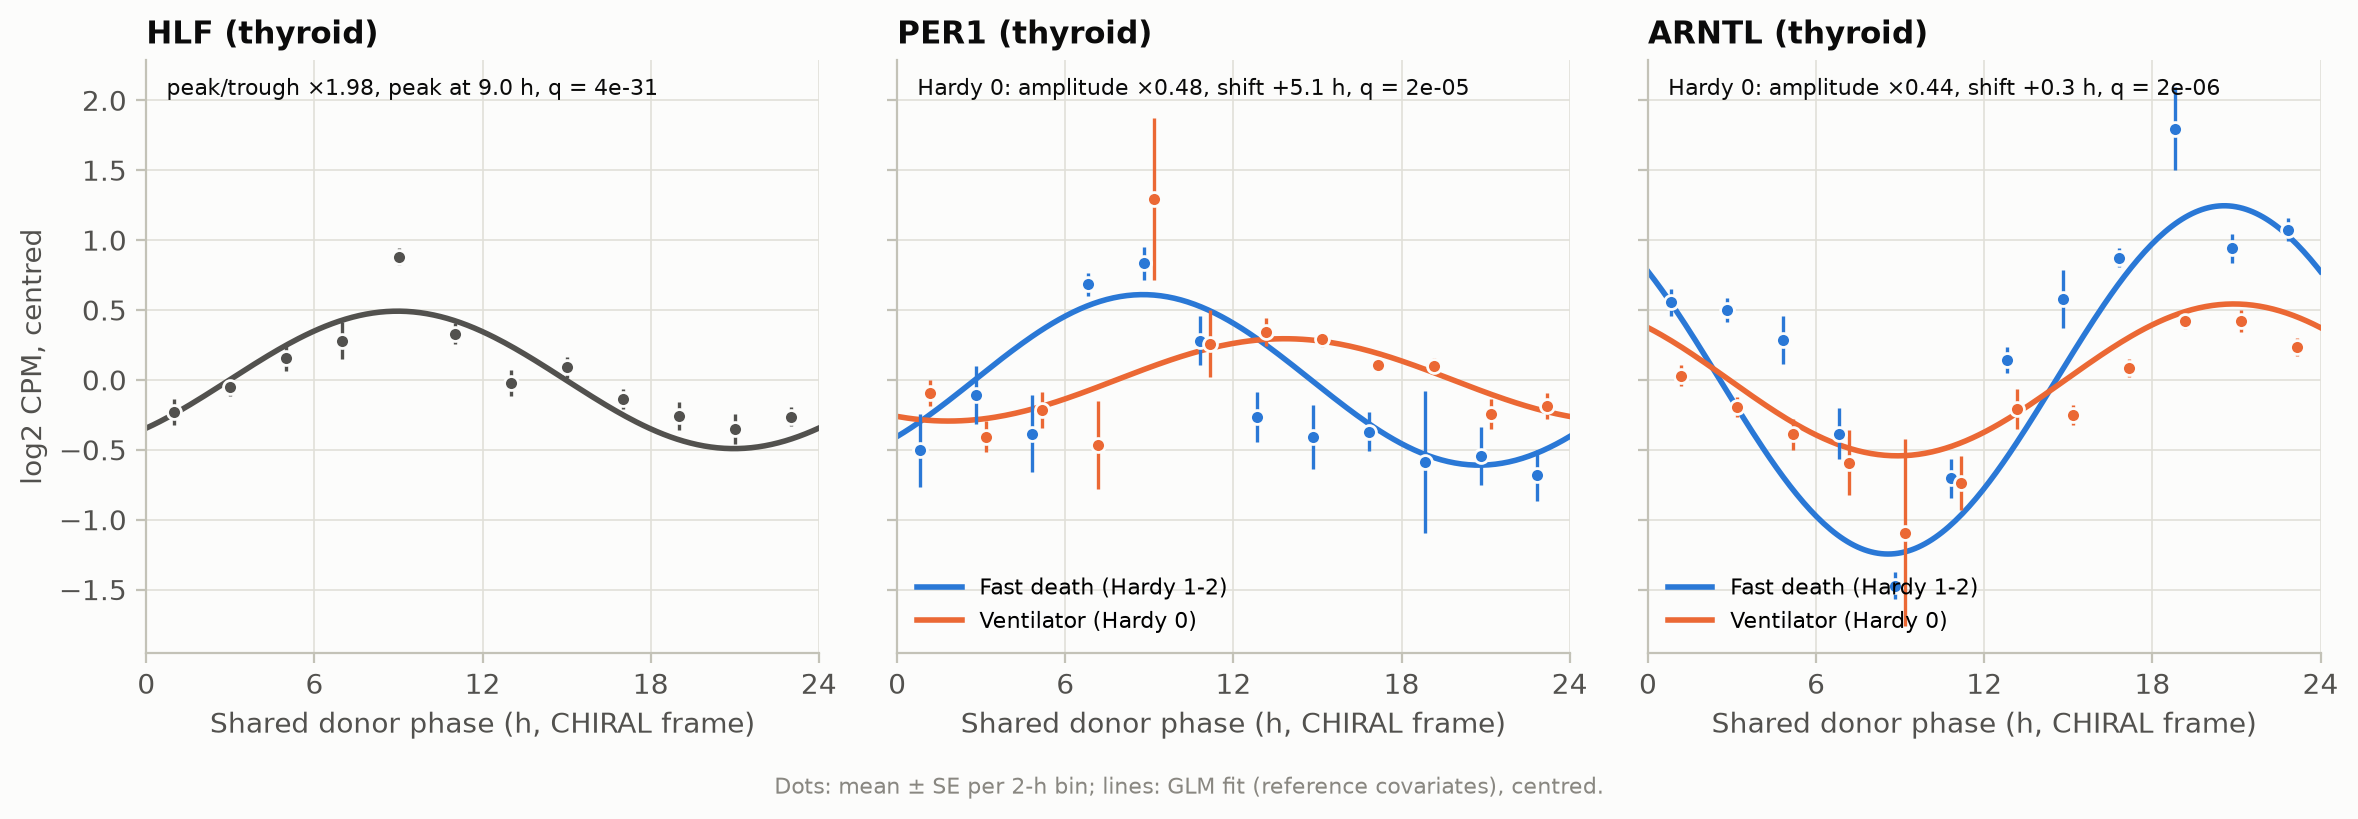 HLF (thyroid)
peak/trough ×1.98, peak at 9.0 h, q = 4e-31
log2 CPM, centred
2.0
1.5
1.0
0.5
0.0
−0.5
−1.0
−1.5
0 6 12 18 24
Shared donor phase (h, CHIRAL frame)
PER1 (thyroid)
Hardy 0: amplitude ×0.48, shift +5.1 h, q = 2e-05
Fast death (Hardy 1-2)
Ventilator (Hardy 0)
0 6 12 18 24
Shared donor phase (h, CHIRAL frame)
ARNTL (thyroid)
Hardy 0: amplitude ×0.44, shift +0.3 h, q = 2e-06
Fast death (Hardy 1-2)
Ventilator (Hardy 0)
0 6 12 18 24
Shared donor phase (h, CHIRAL frame)
Dots: mean ± SE per 2-h bin; lines: GLM fit (reference covariates), centred.